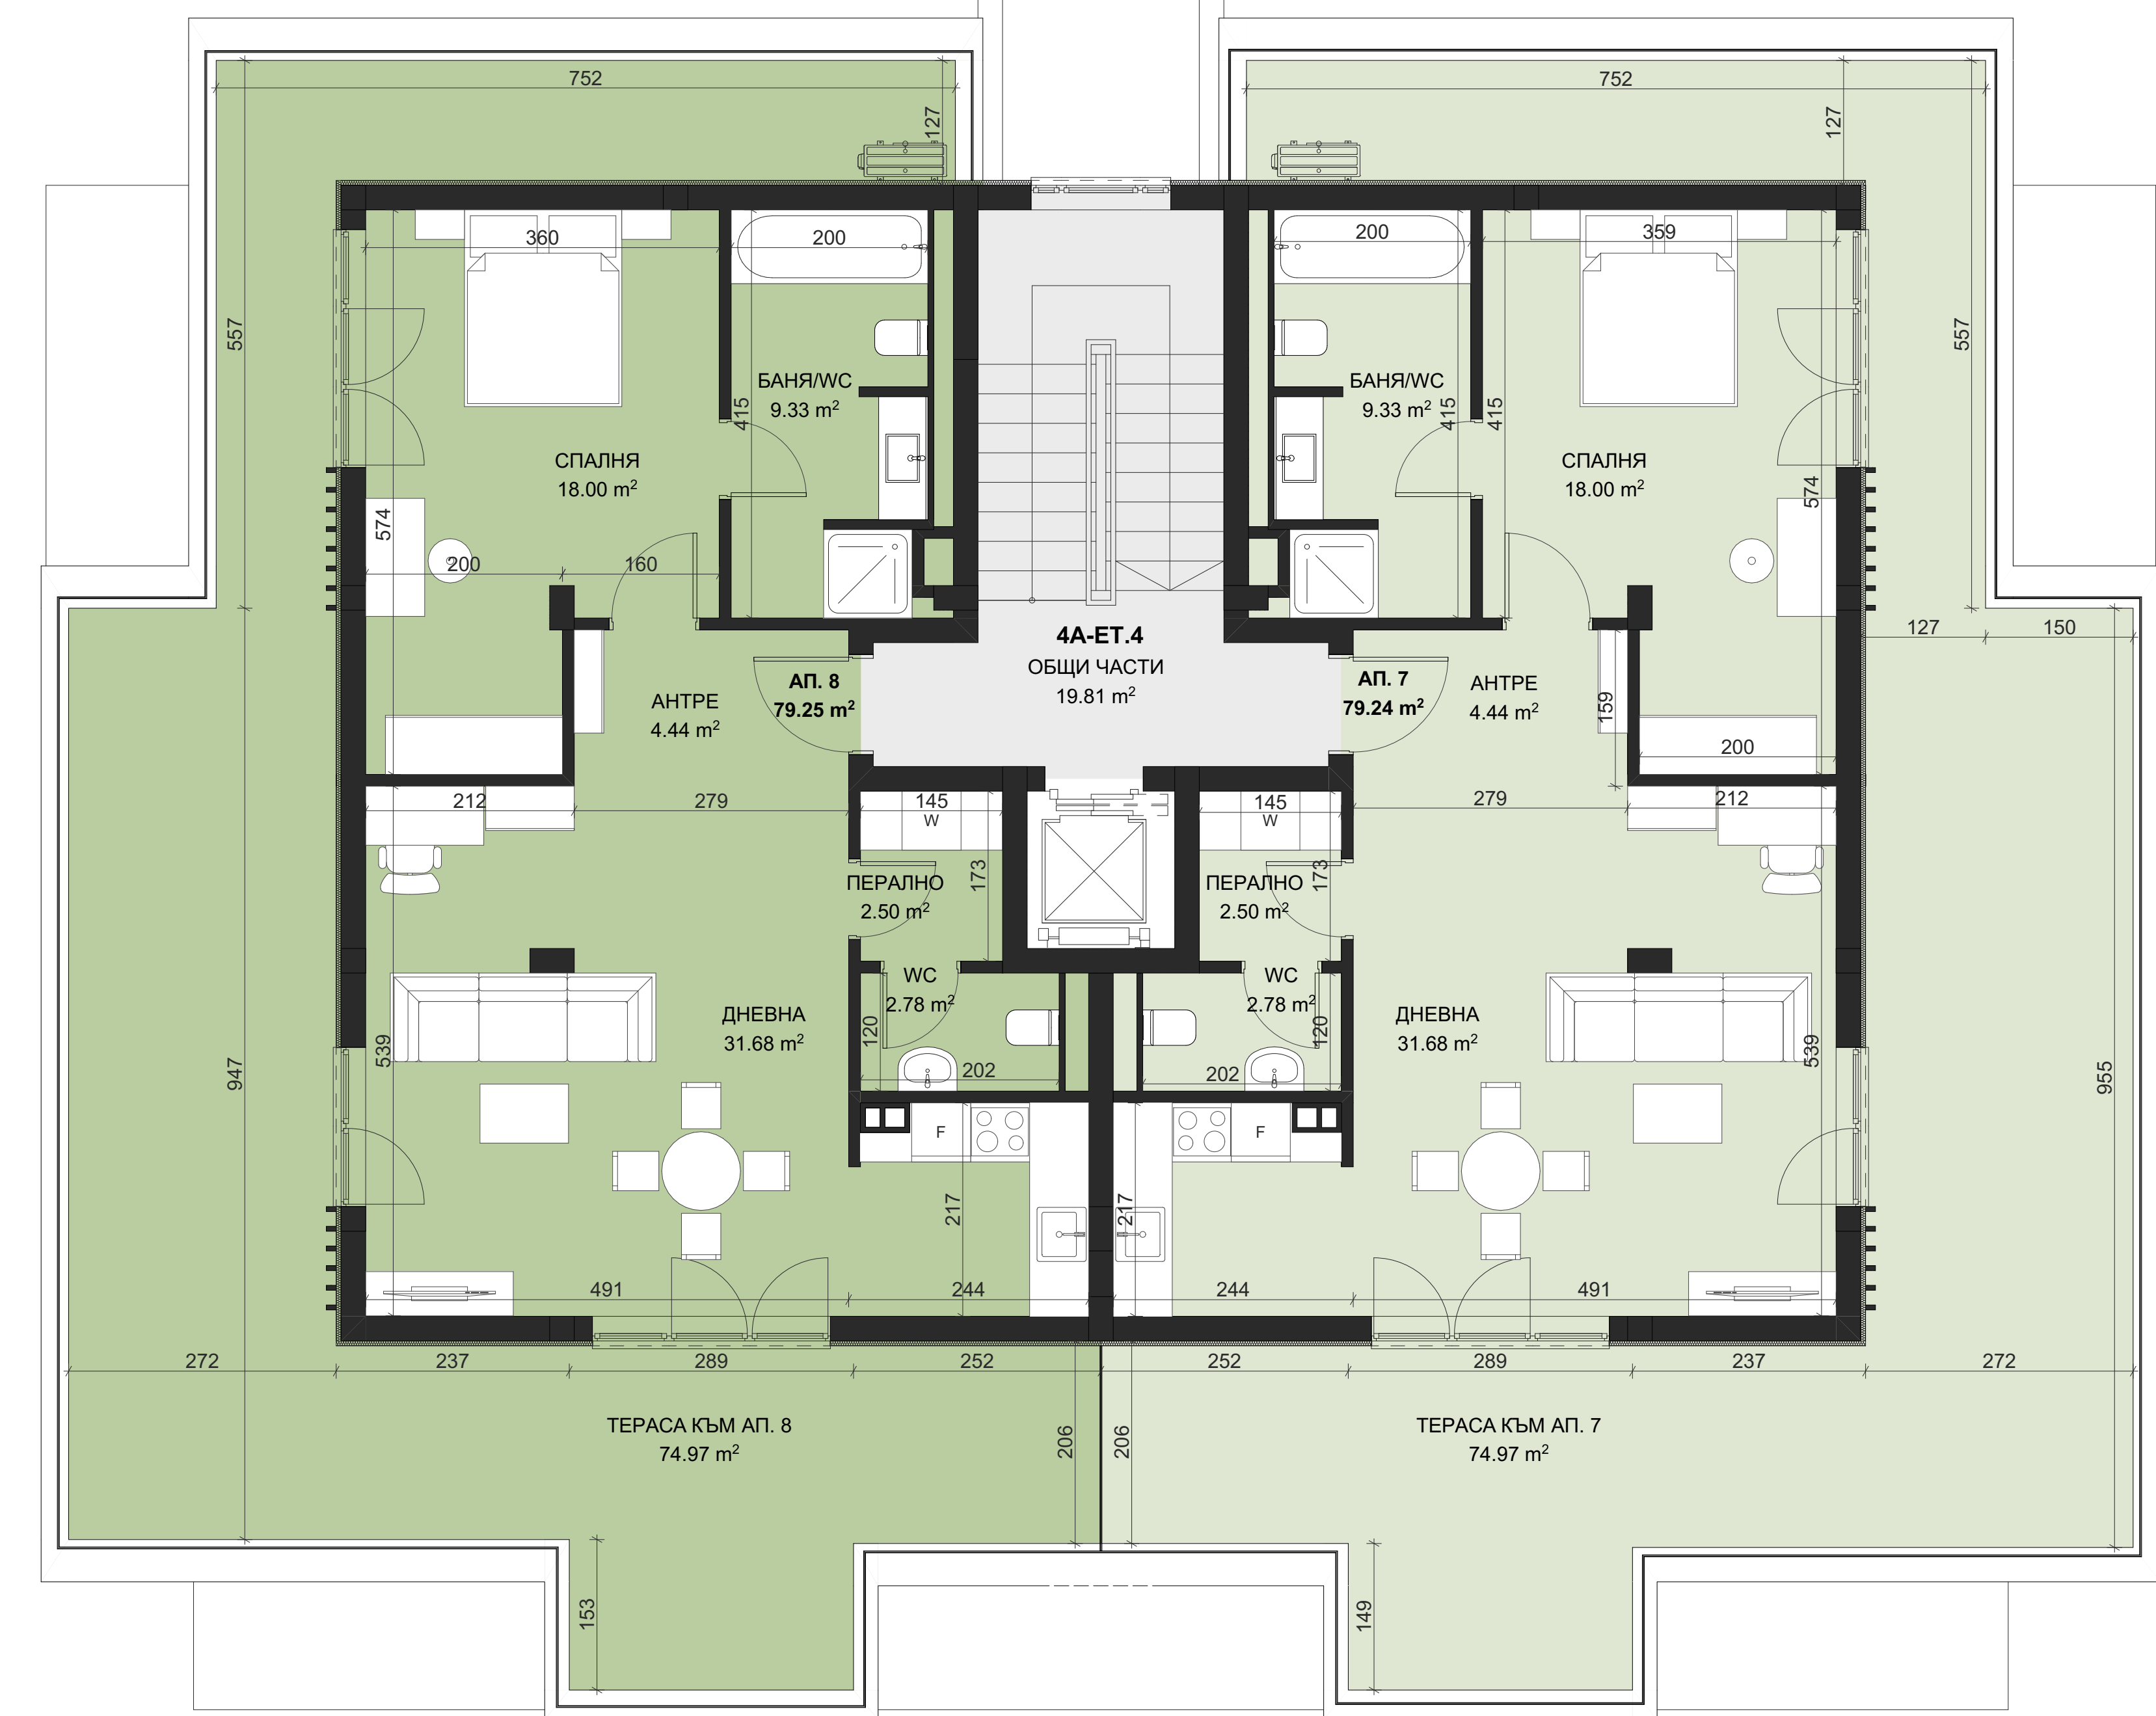 752
752
127
127
360
200
200
359
557
557
БАНЯ/WC
9.33 m²
БАНЯ/WC
9.33 m²
415
415
415
СПАЛНЯ
18.00 m²
СПАЛНЯ
18.00 m²
574
574
200
160
4А-ЕТ.4
ОБЩИ ЧАСТИ
19.81 m²
127
150
АП. 8
79.25 m²
АП. 7
79.24 m²
АНТРЕ
4.44 m²
АНТРЕ
4.44 m²
159
200
212
279
145
W
145
W
279
212
173
173
ПЕРАЛНО
2.50 m²
ПЕРАЛНО
2.50 m²
WC
2.78 m²
WC
2.78 m²
ДНЕВНА
31.68 m²
ДНЕВНА
31.68 m²
120
120
539
539
947
955
202
202
F
F
217
217
491
244
244
491
272
237
289
252
252
289
237
272
ТЕРАСА КЪМ АП. 8
74.97 m²
ТЕРАСА КЪМ АП. 7
74.97 m²
206
206
153
149